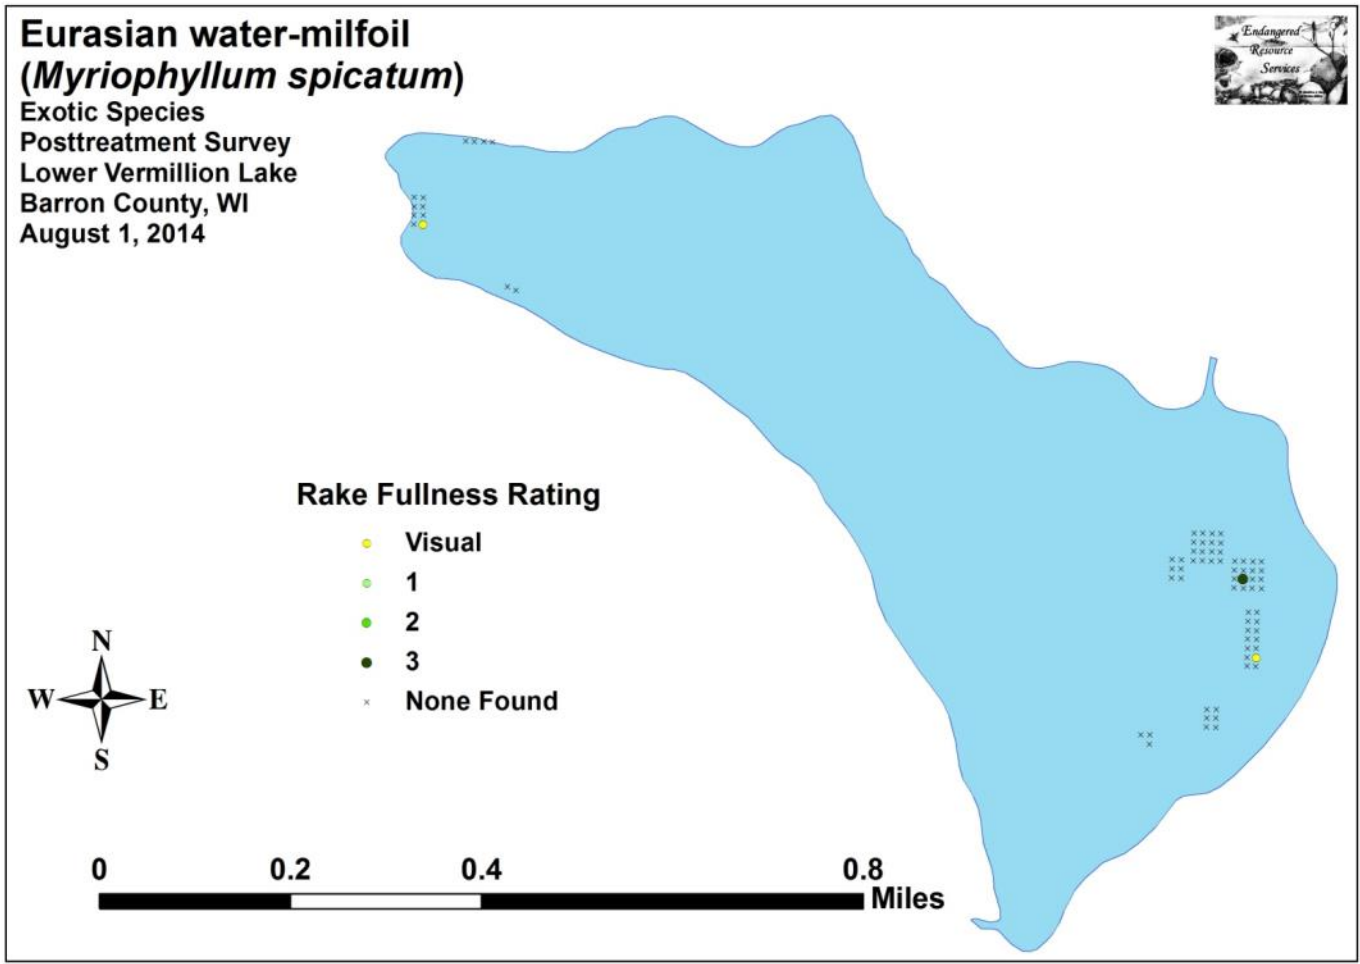 Eurasian water-milfoil
(Myriophyllum spicatum)
Exotic Species
Posttreatment Survey
Lower Vermillion Lake
Barron County, WI
August 1, 2014
Endangered
Resource
Services
Rake Fullness Rating
Visual
1
2
3
None Found
N
W E
S
0 0.2 0.4 0.8
Miles